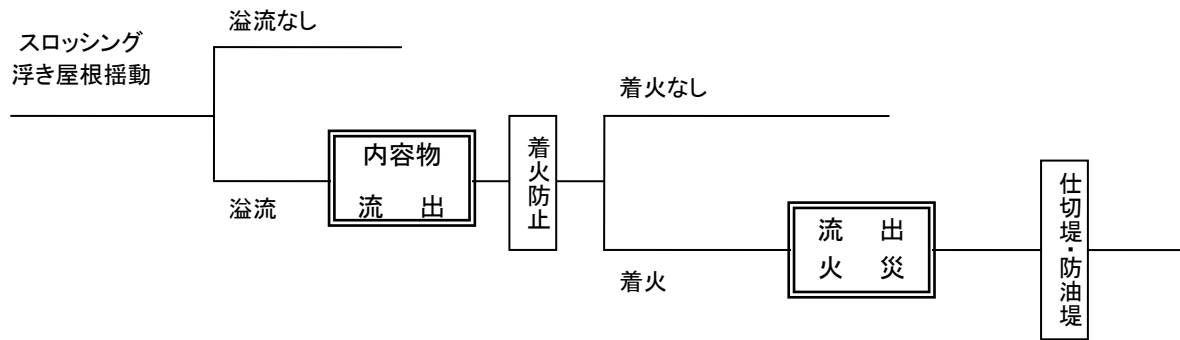 スロッシング
浮き屋根揺動
溢流なし
溢流
内容物
流 出
着火防止
着火なし
着火
流 出
火 災
仕切堤・防油堤